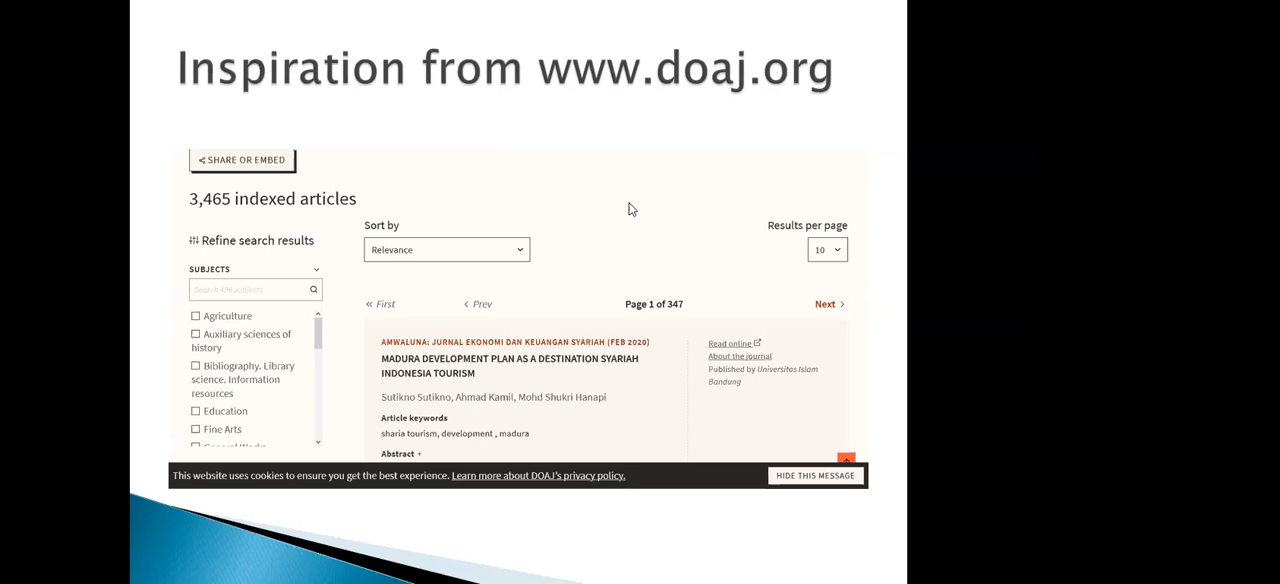 Inspiration from www.doaj.org
SHARE OR EMBED
3,465 indexed articles
Sort by
Results per page
Refine search results
Relevance
10
SUBJECTS
Search 496 subjects
« First
‹ Prev
Page 1 of 347
Next ›
Agriculture
Auxiliary sciences of
history
Bibliography. Library
science. Information
resources
Education
Fine Arts
General Works
AMWALUNA: JURNAL EKONOMI DAN KEUANGAN SYARIAH (FEB 2020)
MADURA DEVELOPMENT PLAN AS A DESTINATION SYARIAH
INDONESIA TOURISM
Sutikno Sutikno, Ahmad Kamil, Mohd Shukri Hanapi
Article keywords
sharia tourism, development , madura
Abstract +
Read online
About the journal
Published by Universitas Islam
Bandung
This website uses cookies to ensure you get the best experience. Learn more about DOAJ's privacy policy.
HIDE THIS MESSAGE